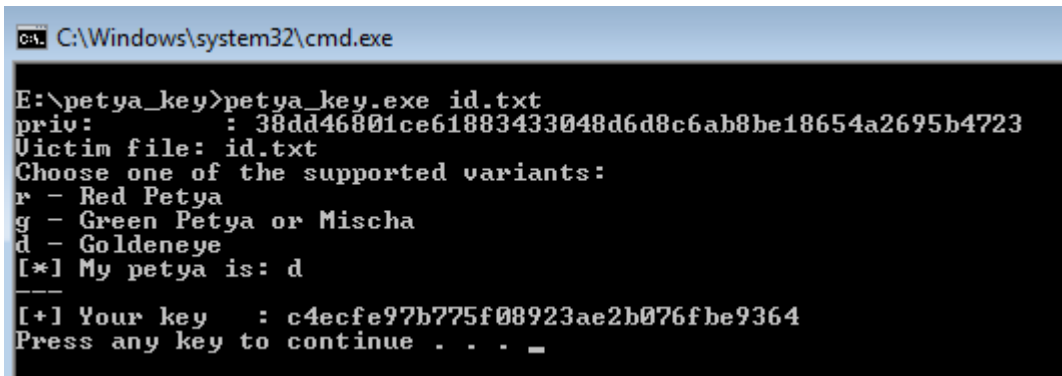 C:\Windows\system32\cmd.exe
E:\petya_key>petya_key.exe id.txt
priv:         : 38dd46801ce61883433048d6d8c6ab8be18654a2695b4723
Victim file: id.txt
Choose one of the supported variants:
r - Red Petya
g - Green Petya or Mischa
d - Goldeneye
[*] My petya is: d
---
[+] Your key   : c4ecfe97b775f08923ae2b076fbe9364
Press any key to continue . . . _